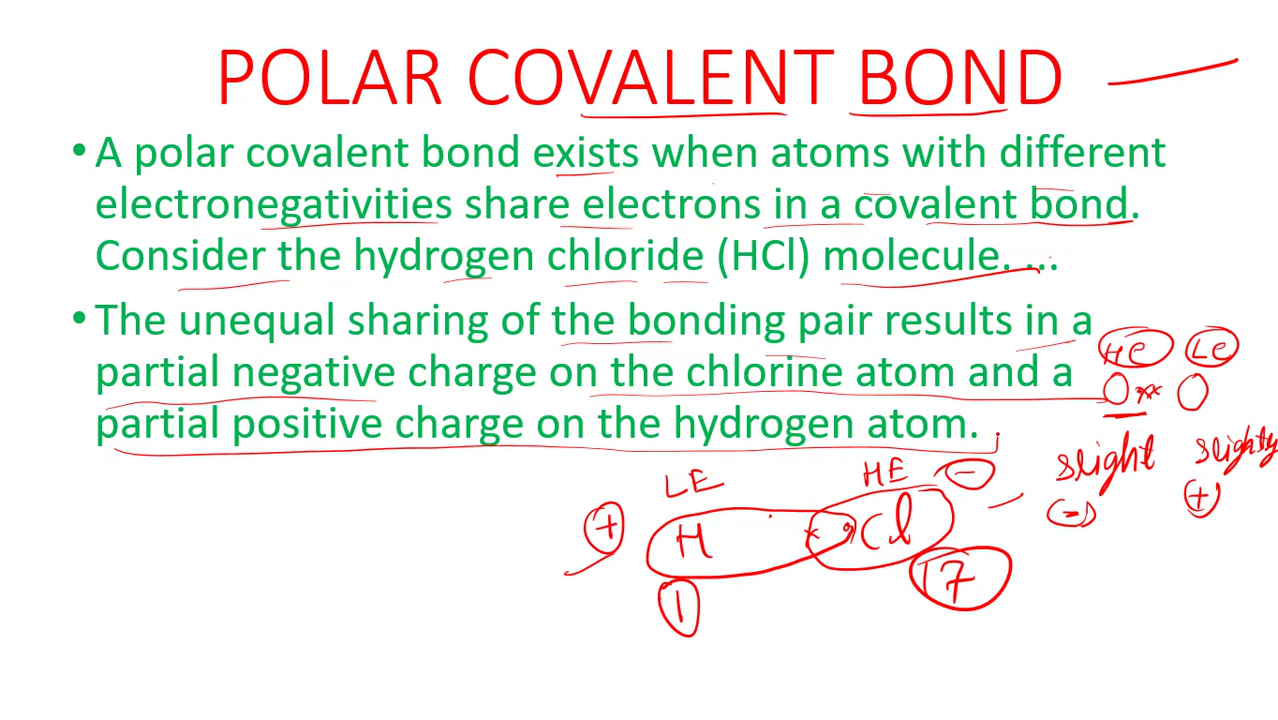 POLAR COVALENT BOND
• A polar covalent bond exists when atoms with different
electronegativities share electrons in a covalent bond.
Consider the hydrogen chloride (HCl) molecule. ...
• The unequal sharing of the bonding pair results in a
partial negative charge on the chlorine atom and a
partial positive charge on the hydrogen atom.
HE LE
slight slighty
(-) (+)
LE HE -
+ H x Cl
1 17